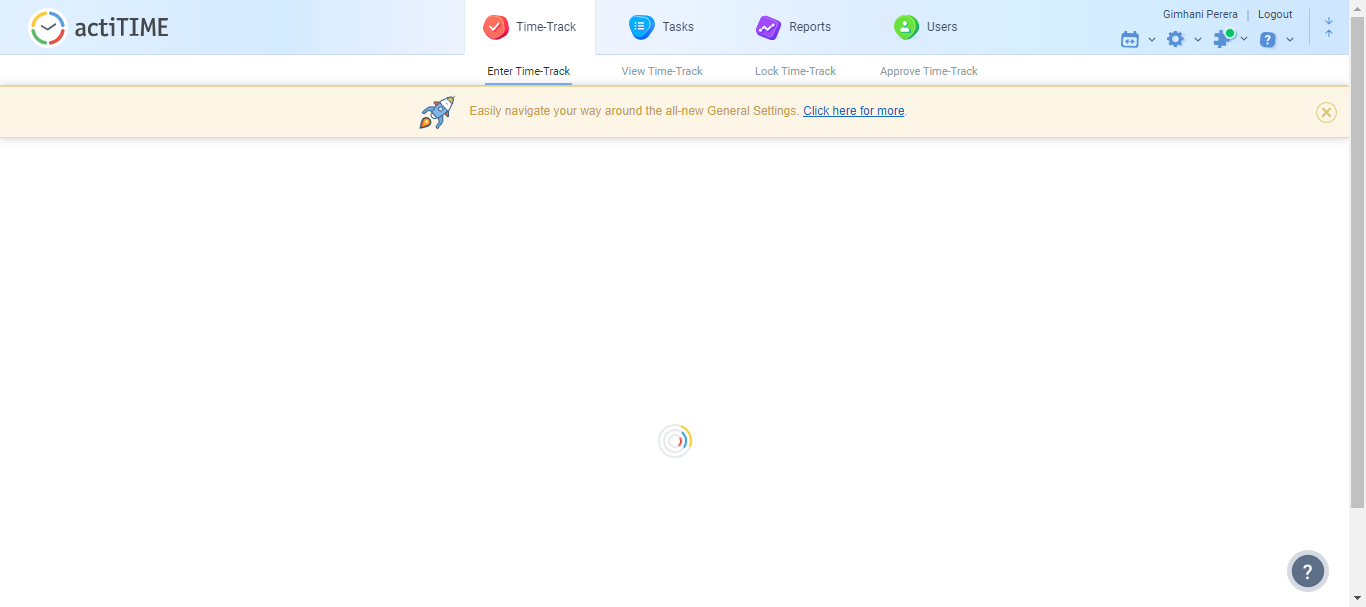 actiTIME
Time-Track
Tasks
Reports
Users
Gimhani Perera | Logout
?
Enter Time-Track
View Time-Track
Lock Time-Track
Approve Time-Track
Easily navigate your way around the all-new General Settings. Click here for more.
?